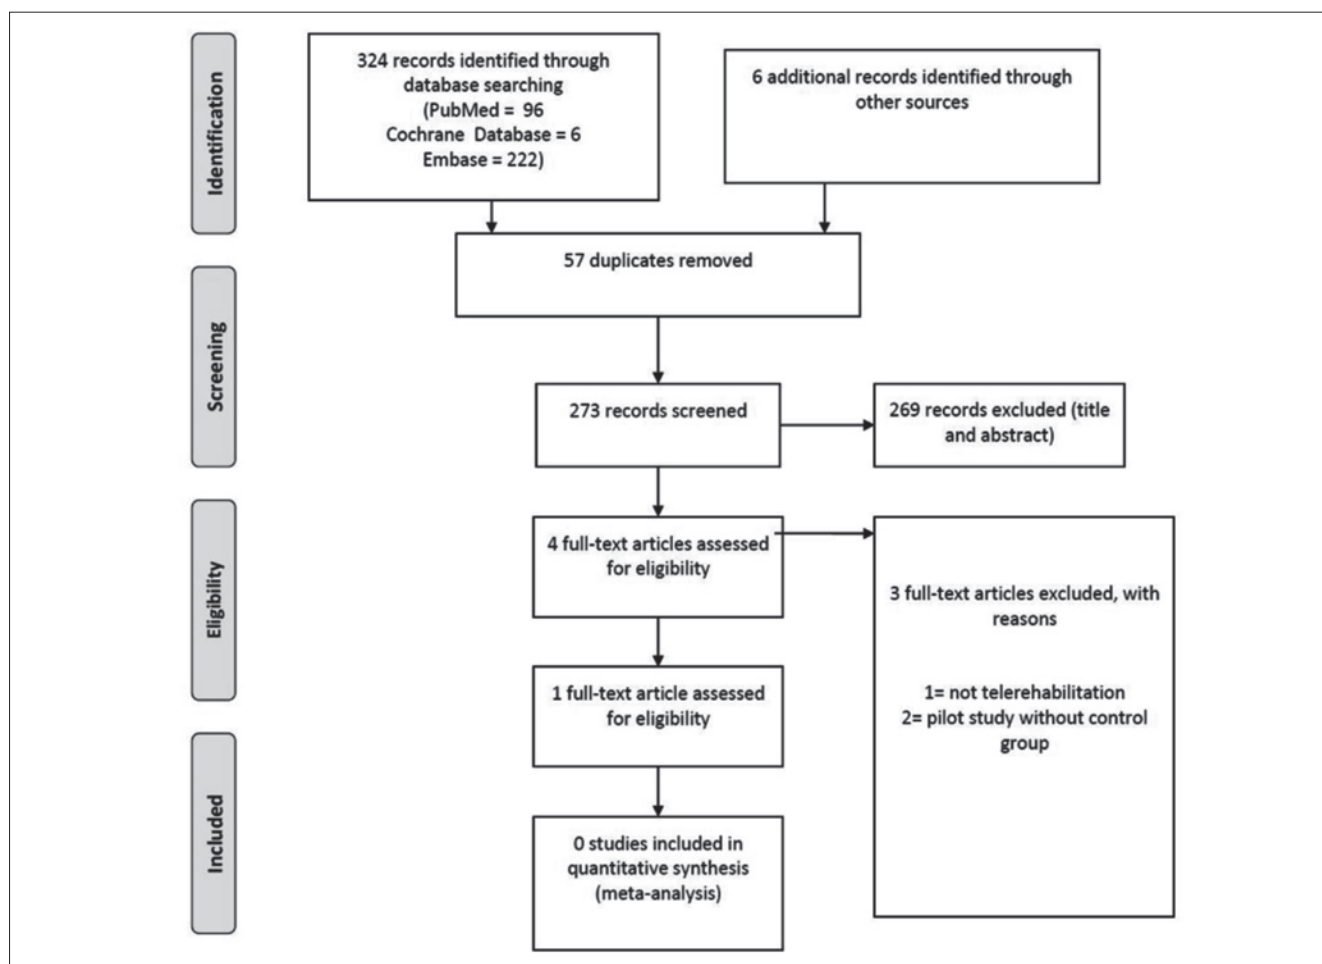 Identification
324 records identified through
database searching
(PubMed = 96
Cochrane Database = 6
Embase = 222)
6 additional records identified through
other sources
57 duplicates removed
Screening
273 records screened
269 records excluded (title
and abstract)
Eligibility
4 full-text articles assessed
for eligibility
3 full-text articles excluded, with
reasons
1= not telerehabilitation
2= pilot study without control
group
1 full-text article assessed
for eligibility
Included
0 studies included in
quantitative synthesis
(meta-analysis)